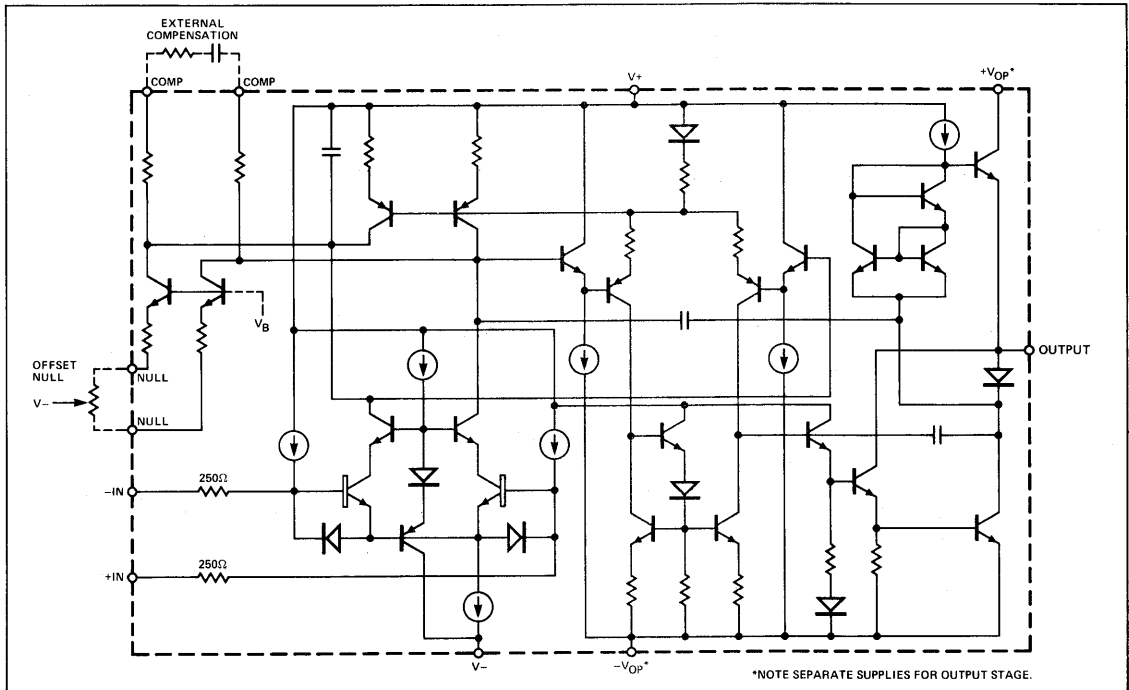 EXTERNAL
COMPENSATION
COMP
COMP
V+
+VOP*
VB
OFFSET
NULL
V−
NULL
NULL
OUTPUT
−IN
250Ω
+IN
250Ω
V−
−VOP*
*NOTE SEPARATE SUPPLIES FOR OUTPUT STAGE.